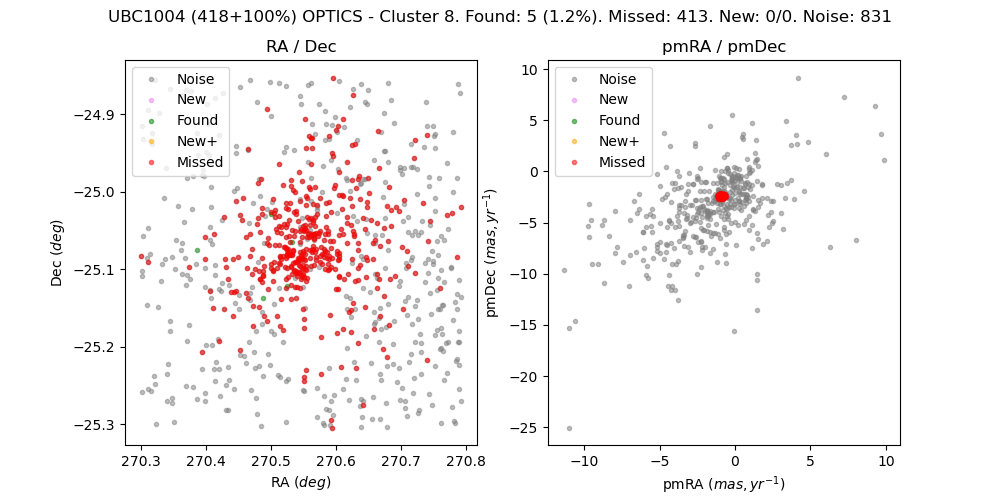 UBC1004 (418+100%) OPTICS - Cluster 8. Found: 5 (1.2%). Missed: 413. New: 0/0. Noise: 831
RA / Dec
Noise
New
Found
New+
Missed
−24.9
−25.0
−25.1
−25.2
−25.3
Dec (deg)
270.3 270.4 270.5 270.6 270.7 270.8
RA (deg)
pmRA / pmDec
Noise
New
Found
New+
Missed
10
5
0
−5
−10
−15
−20
−25
pmDec (mas, yr⁻¹)
−10 −5 0 5 10
pmRA (mas, yr⁻¹)